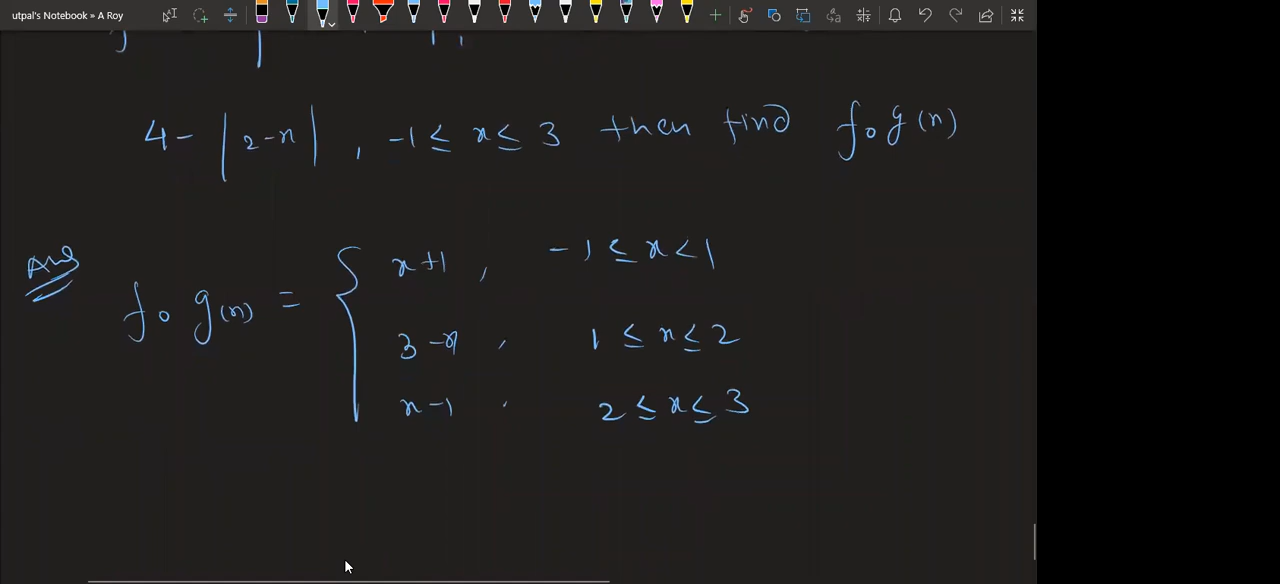 utpal's Notebook » A Roy
4 - |2-x|, -1 ≤ x ≤ 3 then find fog(x)
Ans
fog(x) = { x+1, -1 ≤ x < 1
3-x, 1 ≤ x ≤ 2
x-1, 2 ≤ x ≤ 3